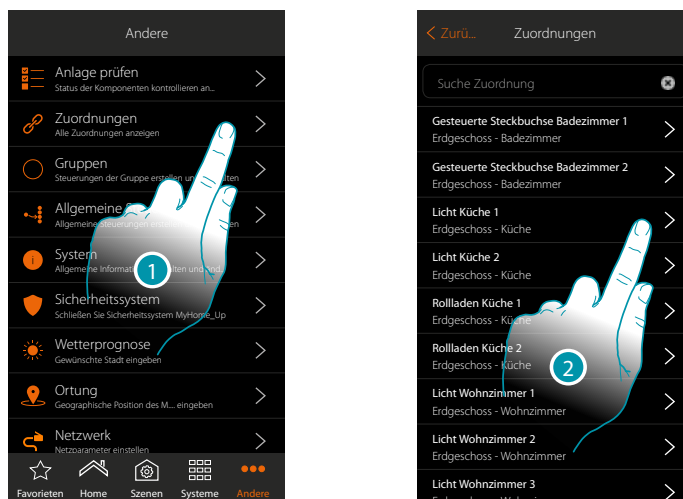 Andere
Anlage prüfen
Status der Komponenten kontrollieren an...
Zuordnungen
Alle Zuordnungen anzeigen
Gruppen
Steuerungen der Gruppe erstellen un
Allgemeine
Allgemeine Steuerungen
System
Allgemeine Informati
Sicherheitssystem
Schließen Sie Sicherheitssystem MyHome_Up
Wetterprognose
Gewünschte Stadt eingeben
Ortung
Geographische Position des M... eingeben
Netzwerk
Netzparameter einstellen
Favoriten Home Szenen Systeme Andere
1
Zurü... Zuordnungen
Suche Zuordnung
Gesteuerte Steckbuchse Badezimmer 1
Erdgeschoss - Badezimmer
Gesteuerte Steckbuchse Badezimmer 2
Erdgeschoss - Badezimmer
Licht Küche 1
Erdgeschoss - Küche
Licht Küche 2
Erdgeschoss - Küche
Rollladen Küche 1
Erdgeschoss - Küche
Rollladen Küche 2
Erdgeschoss - Küche
Licht Wohnzimmer 1
Erdgeschoss - Wohnzimmer
Licht Wohnzimmer 2
Erdgeschoss - Wohnzimmer
Licht Wohnzimmer 3
2